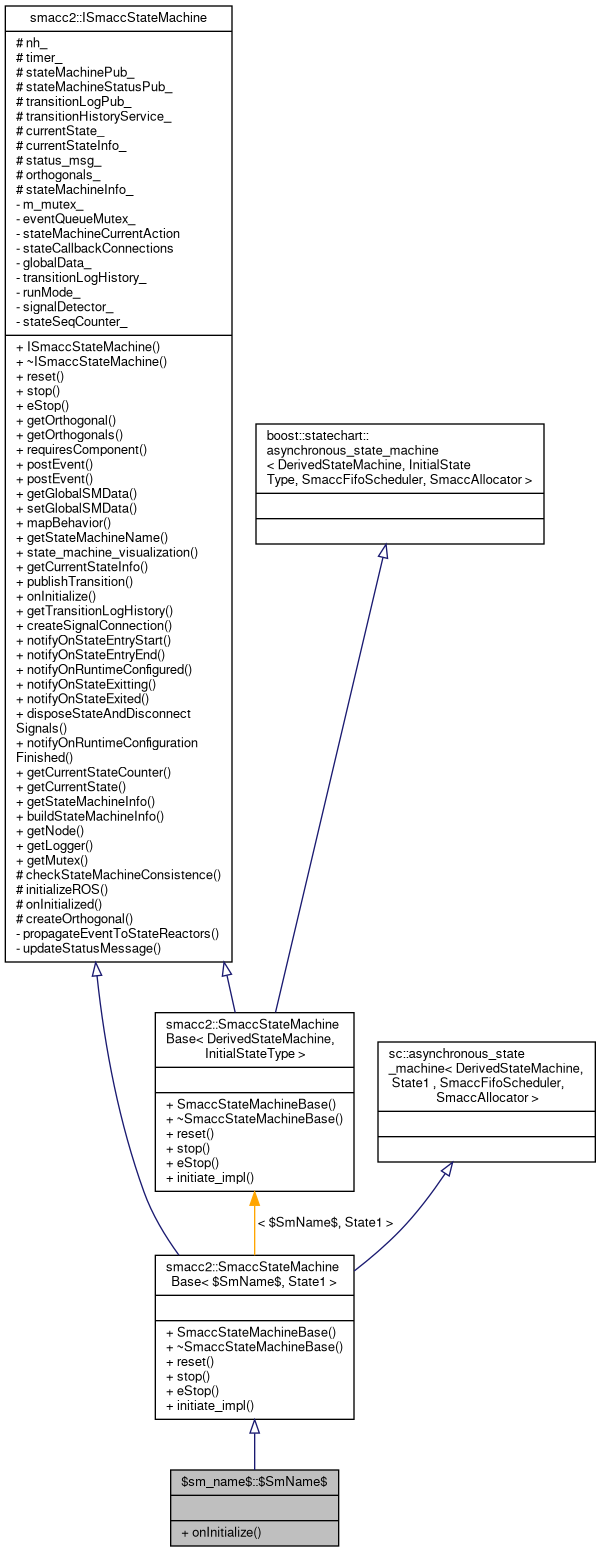 smacc2::ISmaccStateMachine
# nh_
# timer_
# stateMachinePub_
# stateMachineStatusPub_
# transitionLogPub_
# transitionHistoryService_
# currentState_
# currentStateInfo_
# status_msg_
# orthogonals_
# stateMachineInfo_
- m_mutex_
- eventQueueMutex_
- stateMachineCurrentAction
- stateCallbackConnections
- globalData_
- transitionLogHistory_
- runMode_
- signalDetector_
- stateSeqCounter_
+ ISmaccStateMachine()
+ ~ISmaccStateMachine()
+ reset()
+ stop()
+ eStop()
+ getOrthogonal()
+ getOrthogonals()
+ requiresComponent()
+ postEvent()
+ postEvent()
+ getGlobalSMData()
+ setGlobalSMData()
+ mapBehavior()
+ getStateMachineName()
+ state_machine_visualization()
+ getCurrentStateInfo()
+ publishTransition()
+ onInitialize()
+ getTransitionLogHistory()
+ createSignalConnection()
+ notifyOnStateEntryStart()
+ notifyOnStateEntryEnd()
+ notifyOnRuntimeConfigured()
+ notifyOnStateExitting()
+ notifyOnStateExited()
+ disposeStateAndDisconnect
Signals()
+ notifyOnRuntimeConfiguration
Finished()
+ getCurrentStateCounter()
+ getCurrentState()
+ getStateMachineInfo()
+ buildStateMachineInfo()
+ getNode()
+ getLogger()
+ getMutex()
# checkStateMachineConsistence()
# initializeROS()
# onInitialized()
# createOrthogonal()
- propagateEventToStateReactors()
- updateStatusMessage()
boost::statechart::
asynchronous_state_machine
< DerivedStateMachine, InitialState
Type, SmaccFifoScheduler, SmaccAllocator >
smacc2::SmaccStateMachine
Base< DerivedStateMachine,
InitialStateType >
+ SmaccStateMachineBase()
+ ~SmaccStateMachineBase()
+ reset()
+ stop()
+ eStop()
+ initiate_impl()
sc::asynchronous_state
_machine< DerivedStateMachine,
State1 , SmaccFifoScheduler,
SmaccAllocator >
< $SmName$, State1 >
smacc2::SmaccStateMachine
Base< $SmName$, State1 >
+ SmaccStateMachineBase()
+ ~SmaccStateMachineBase()
+ reset()
+ stop()
+ eStop()
+ initiate_impl()
$sm_name$::$SmName$
+ onInitialize()